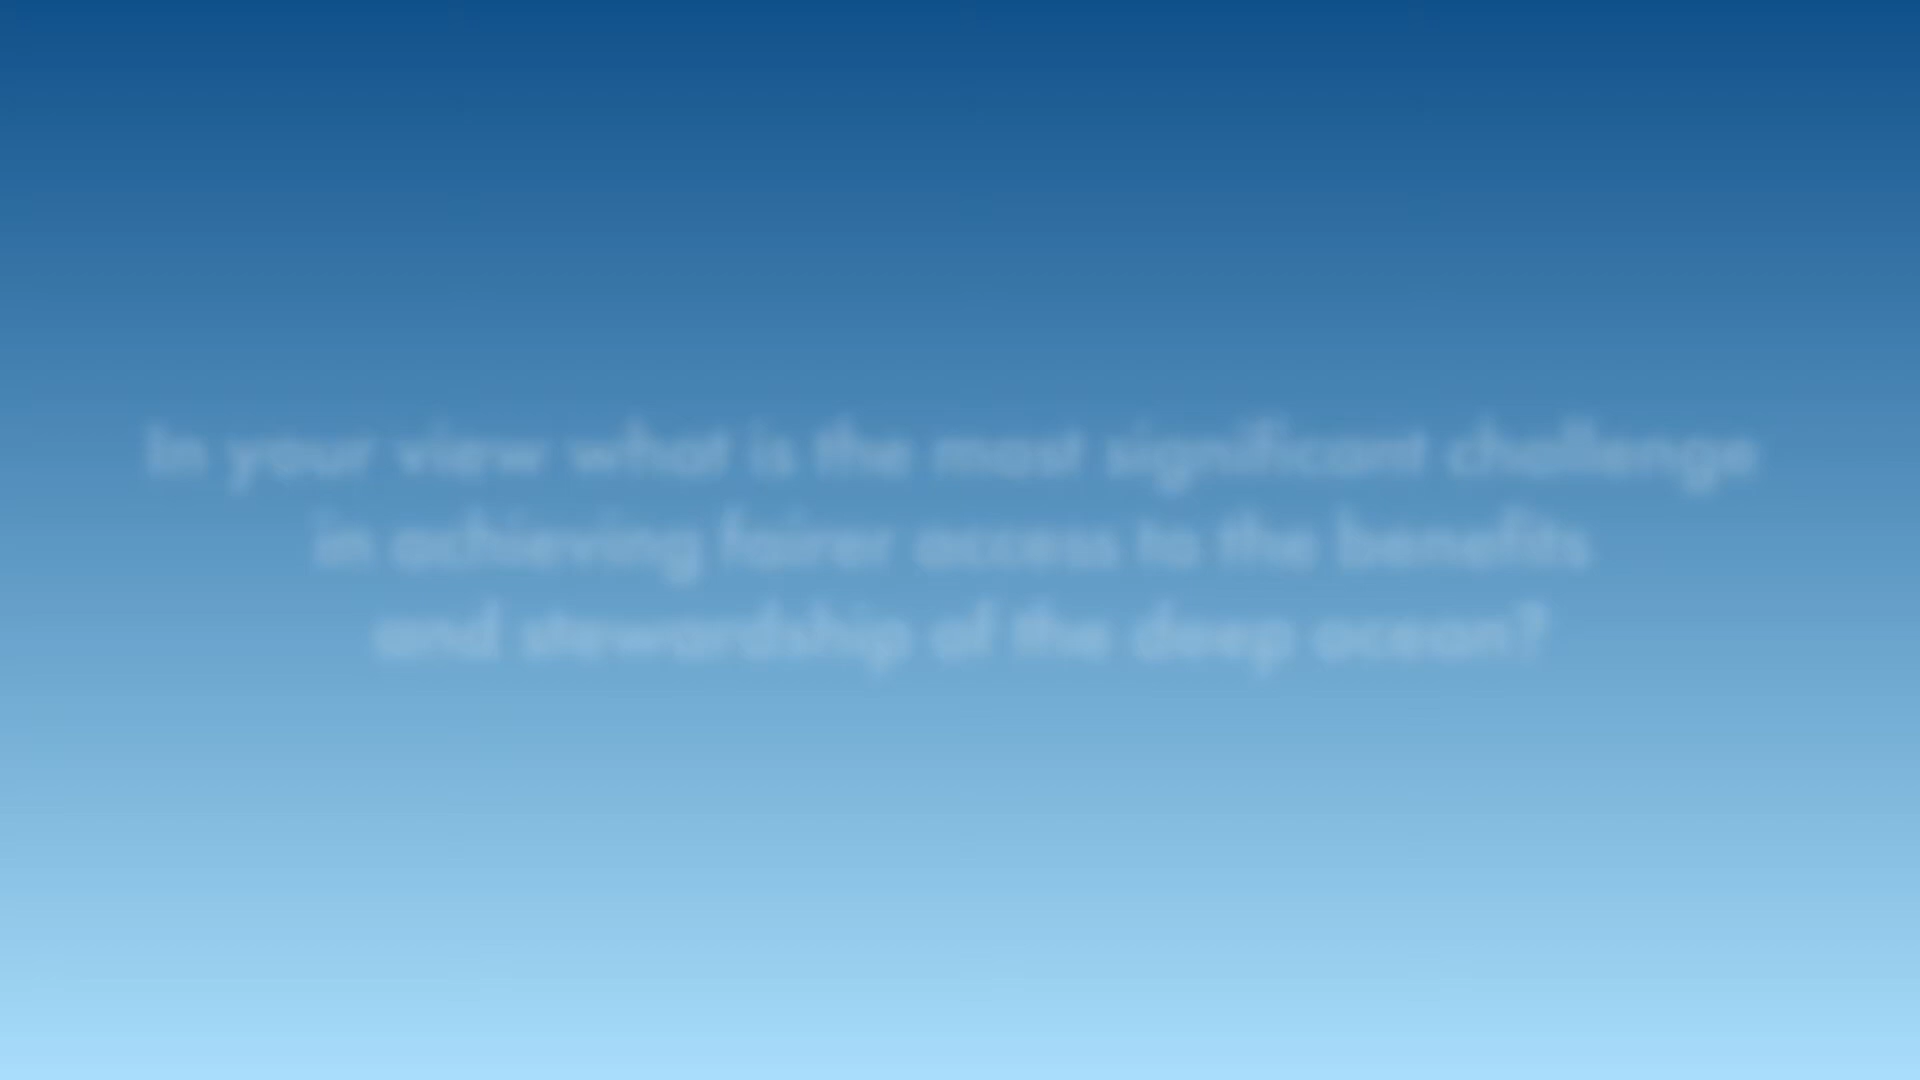 In your view what is the most significant challenge
in achieving fairer access to the benefits
and stewardship of the deep ocean?